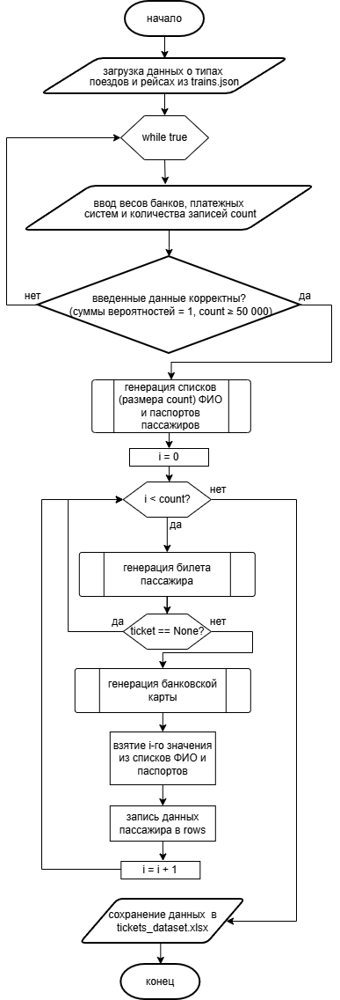 начало
загрузка данных о типах
поездов и рейсах из trains.json
while true
ввод весов банков, платежных
систем и количества записей count
нет
да
введенные данные корректны?
(суммы вероятностей = 1, count ≥ 50 000)
генерация списков
(размера count) ФИО
и паспортов
пассажиров
i = 0
нет
i < count?
да
генерация билета
пассажира
да
ticket == None?
нет
генерация банковской
карты
взятие i-го значения
из списков ФИО и
паспортов
запись данных
пассажира в rows
i = i + 1
сохранение данных в
tickets_dataset.xlsx
конец